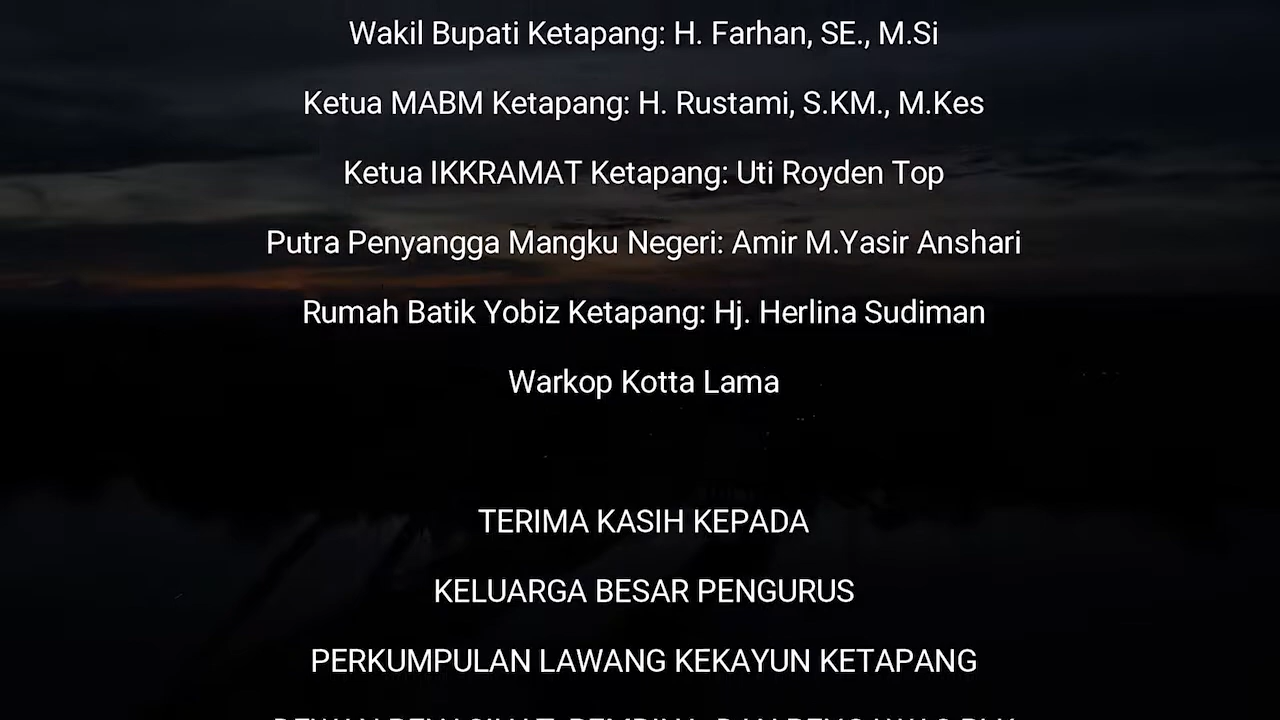 Wakil Bupati Ketapang: H. Farhan, SE., M.Si
Ketua MABM Ketapang: H. Rustami, S.KM., M.Kes
Ketua IKKRAMAT Ketapang: Uti Royden Top
Putra Penyangga Mangku Negeri: Amir M.Yasir Anshari
Rumah Batik Yobiz Ketapang: Hj. Herlina Sudiman
Warkop Kotta Lama
TERIMA KASIH KEPADA
KELUARGA BESAR PENGURUS
PERKUMPULAN LAWANG KEKAYUN KETAPANG